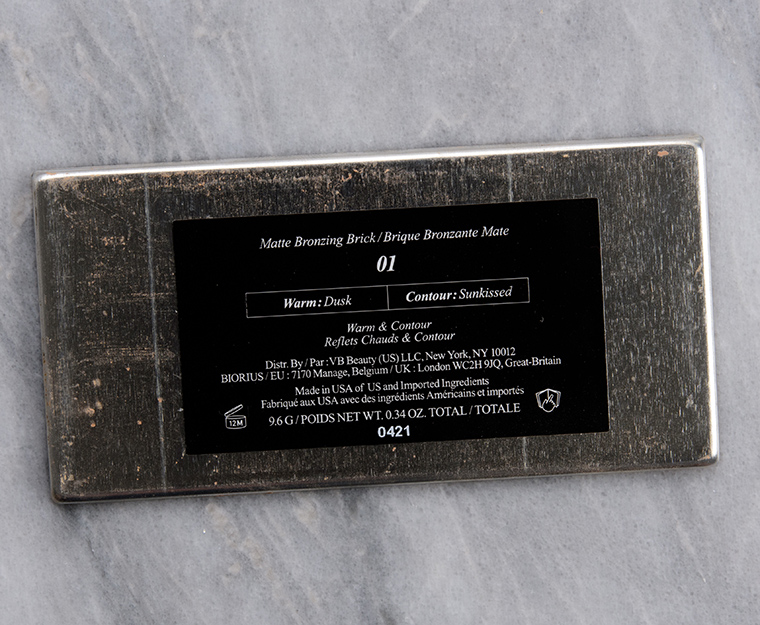 Matte Bronzing Brick / Brique Bronzante Mate
01
Warm: Dusk
Contour: Sunkissed
Warm & Contour
Reflets Chauds & Contour
Distr. By / Par : VB Beauty (US) LLC, New York, NY 10012
BIORIUS / EU : 7170 Manage, Belgium / UK : London WC2H 9JQ, Great-Britain
Made in USA of US and Imported Ingredients
Fabriqué aux USA avec des ingrédients Américains et importés
12M
9.6 G / POIDS NET WT. 0.34 OZ. TOTAL / TOTALE
0421